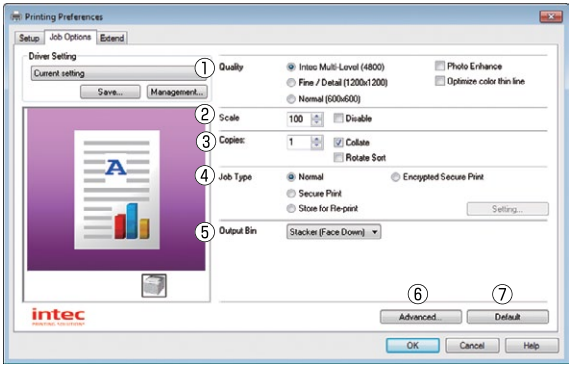 Printing Preferences
Setup Job Options Extend
Driver Setting
Current setting
Save... Management...
① Quality Intec Multi-Level (4800) Photo Enhance
Fine / Detail (1200x1200) Optimize color thin line
Normal (600x600)
② Scale 100 Disable
③ Copies: 1 Collate
Rotate Sort
④ Job Type Normal Encrypted Secure Print
Secure Print
Store for Re-print Setting...
⑤ Output Bin Stacker (Face Down)
A
intec
⑥ ⑦
Advanced... Default
OK Cancel Help